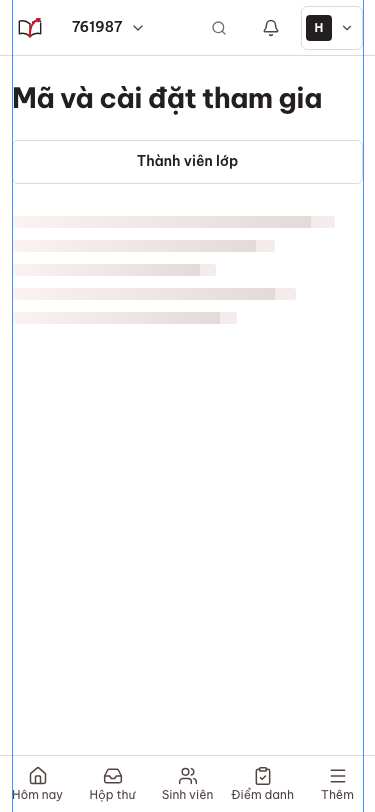 761987
H
Mã và cài đặt tham gia
Thành viên lớp
Hôm nay
Hộp thư
Sinh viên
Điểm danh
Thêm